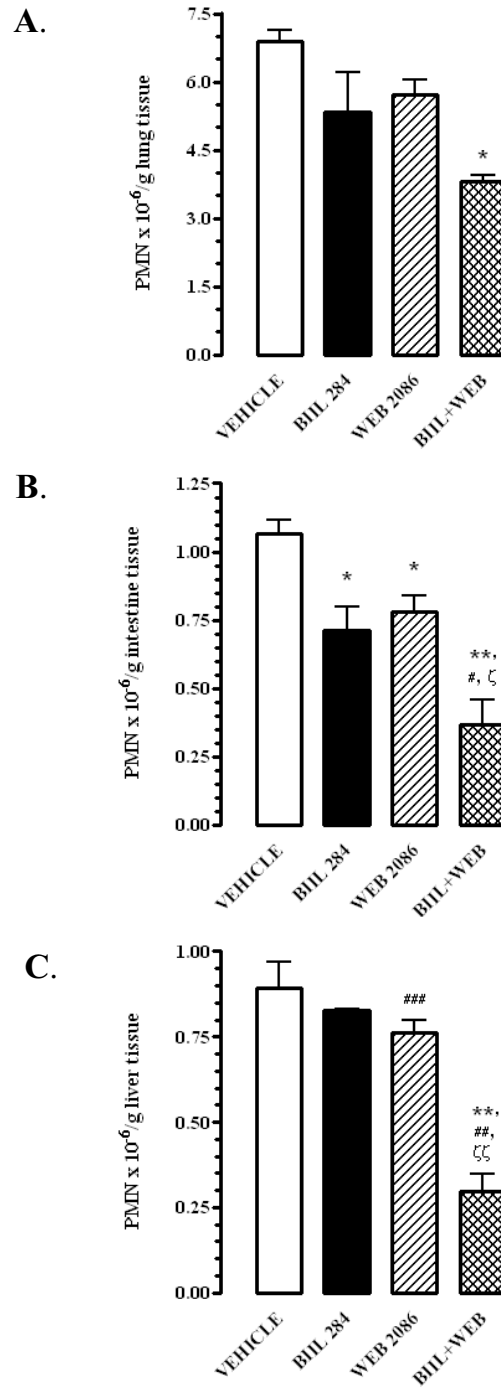 A.
PMN x 10⁻⁶/g lung tissue
7.5
6.0
4.5
3.0
1.5
0.0
*
VEHICLE
BIIL 284
WEB 2086
BIIL+WEB
B.
PMN x 10⁻⁶/g intestine tissue
1.25
1.00
0.75
0.50
0.25
0.00
*
*
**,
#, ζ
VEHICLE
BIIL 284
WEB 2086
BIIL+WEB
C.
PMN x 10⁻⁶/g liver tissue
1.00
0.75
0.50
0.25
0.00
###
**,
##,
ζζ
VEHICLE
BIIL 284
WEB 2086
BIIL+WEB